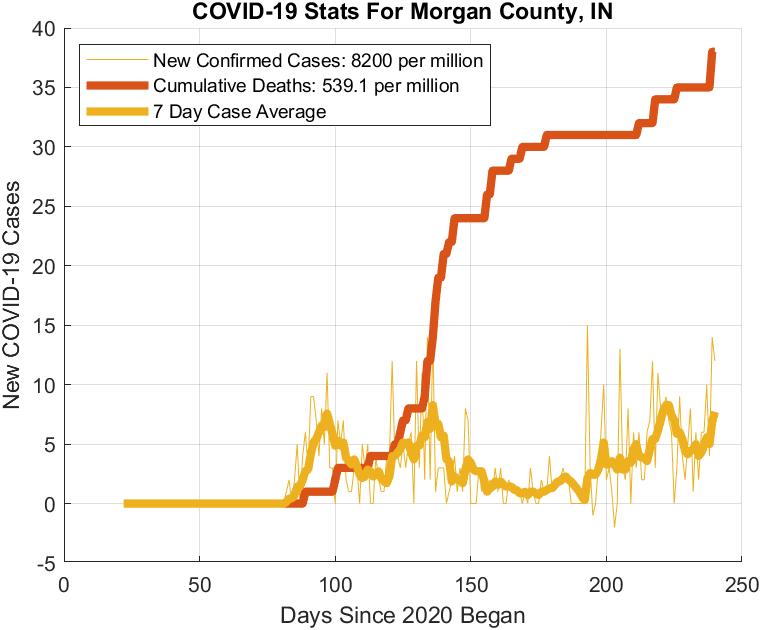 COVID-19 Stats For Morgan County, IN
New Confirmed Cases: 8200 per million
Cumulative Deaths: 539.1 per million
7 Day Case Average
New COVID-19 Cases
40
35
30
25
20
15
10
5
0
-5
0 50 100 150 200 250
Days Since 2020 Began